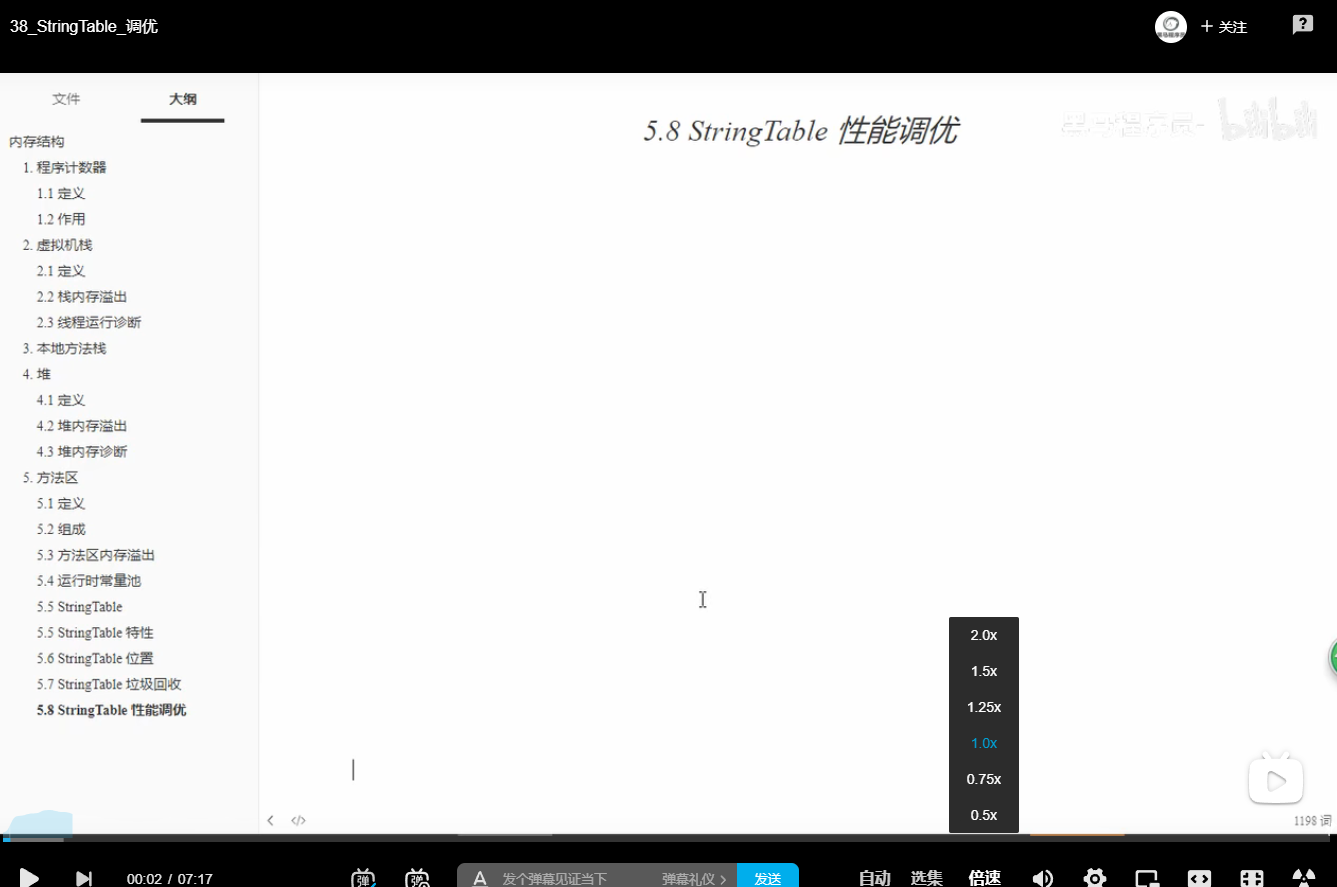 38_StringTable_调优
+ 关注
文件
大纲
5.8 StringTable 性能调优
黑马程序员-
bilibili
内存结构
1. 程序计数器
1.1 定义
1.2 作用
2. 虚拟机栈
2.1 定义
2.2 栈内存溢出
2.3 线程运行诊断
3. 本地方法栈
4. 堆
4.1 定义
4.2 堆内存溢出
4.3 堆内存诊断
5. 方法区
5.1 定义
5.2 组成
5.3 方法区内存溢出
5.4 运行时常量池
5.5 StringTable
5.5 StringTable 特性
5.6 StringTable 位置
5.7 StringTable 垃圾回收
5.8 StringTable 性能调优
2.0x
1.5x
1.25x
1.0x
0.75x
0.5x
1198 词
00:02 / 07:17
弹
弹
A
发个弹幕见证当下
弹幕礼仪 >
发送
自动
选集
倍速